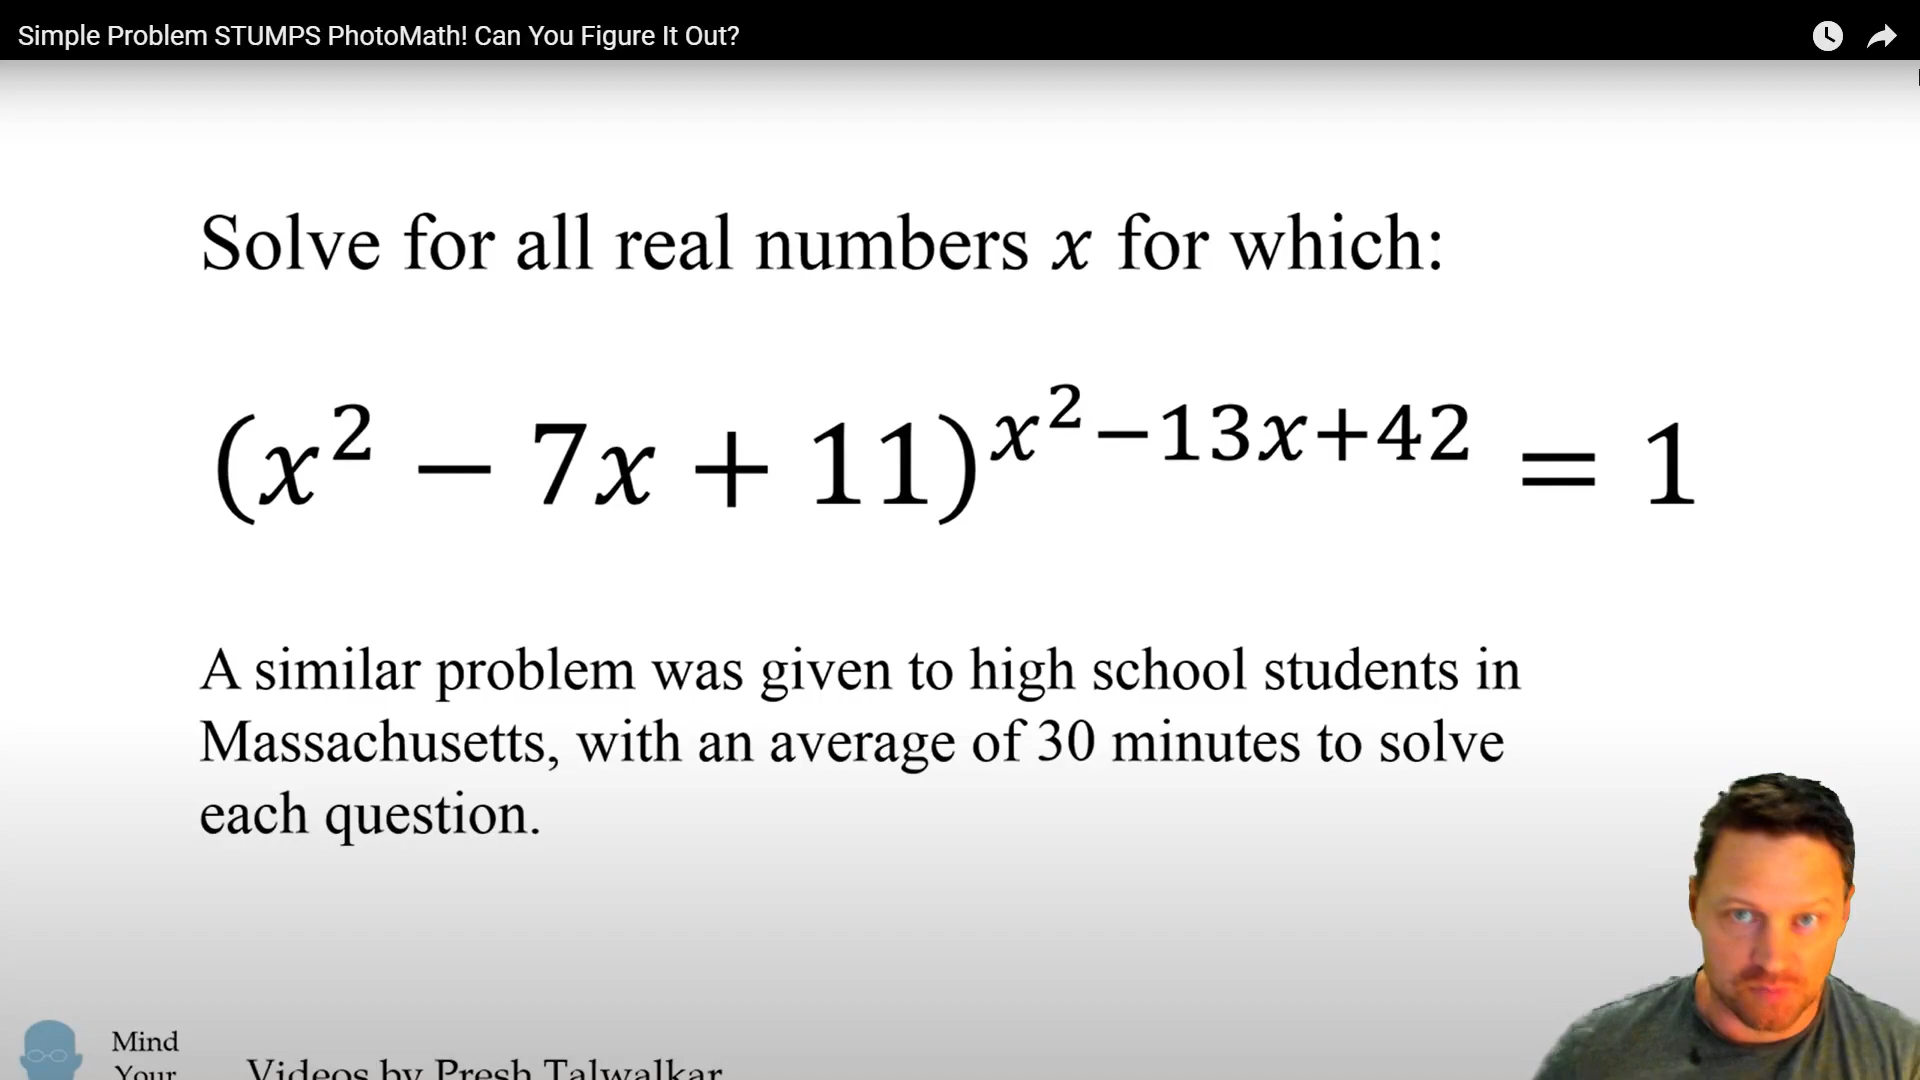 Simple Problem STUMPS PhotoMath! Can You Figure It Out?
Solve for all real numbers x for which:
(x² − 7x + 11)^(x²−13x+42) = 1
A similar problem was given to high school students in
Massachusetts, with an average of 30 minutes to solve
each question.
Mind
Your
Videos by Presh Talwalkar